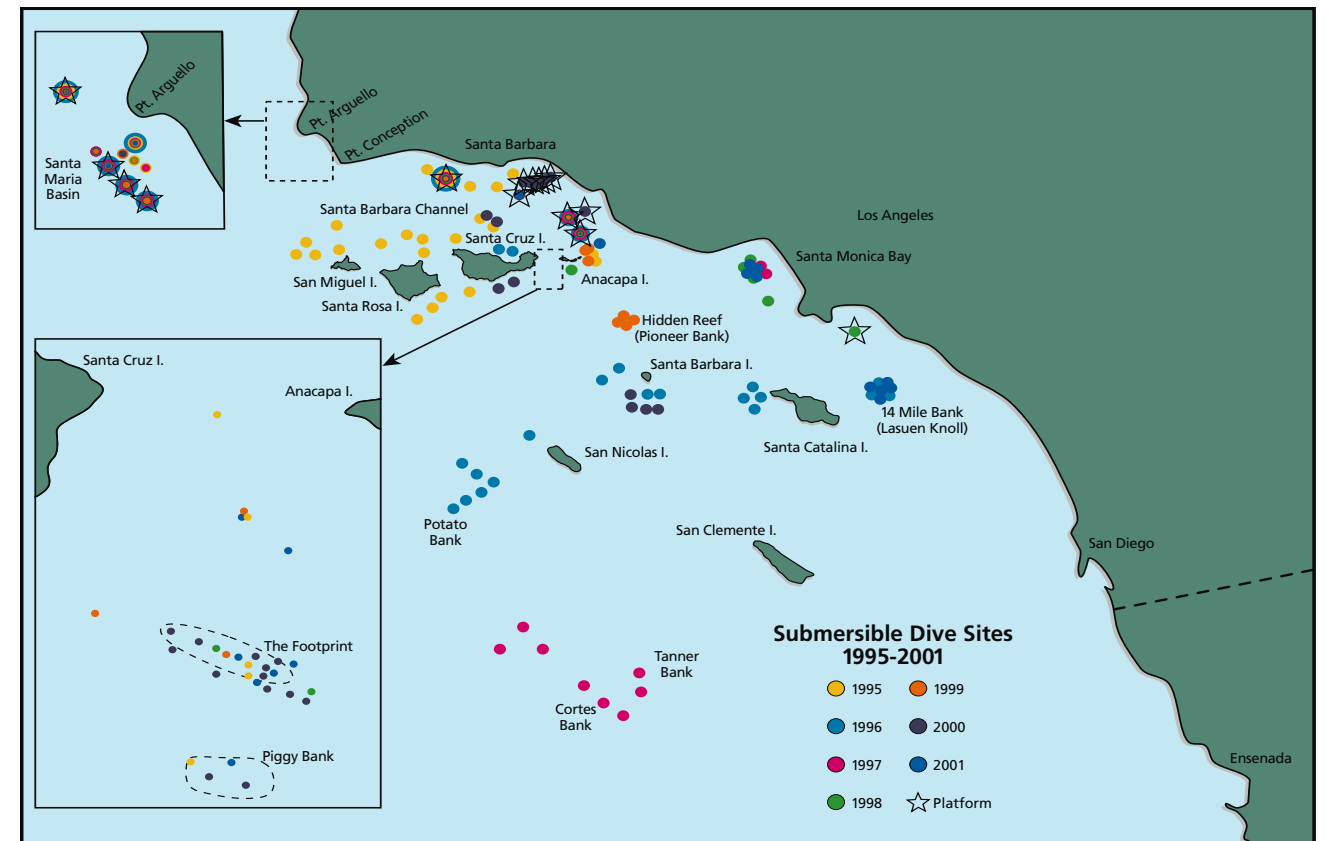 Pt. Arguello
Santa
Maria
Basin
Pt. Arguello
Pt. Conception
Santa Barbara
Santa Barbara Channel
Santa Cruz I.
San Miguel I.
Santa Rosa I.
Anacapa I.
Los Angeles
Santa Monica Bay
Hidden Reef
(Pioneer Bank)
Santa Barbara I.
14 Mile Bank
(Lasuen Knoll)
Santa Catalina I.
San Nicolas I.
Potato
Bank
San Clemente I.
San Diego
Tanner
Bank
Cortes
Bank
Ensenada
Santa Cruz I.
Anacapa I.
The Footprint
Piggy Bank
Submersible Dive Sites
1995-2001
1995
1999
1996
2000
1997
2001
1998
Platform